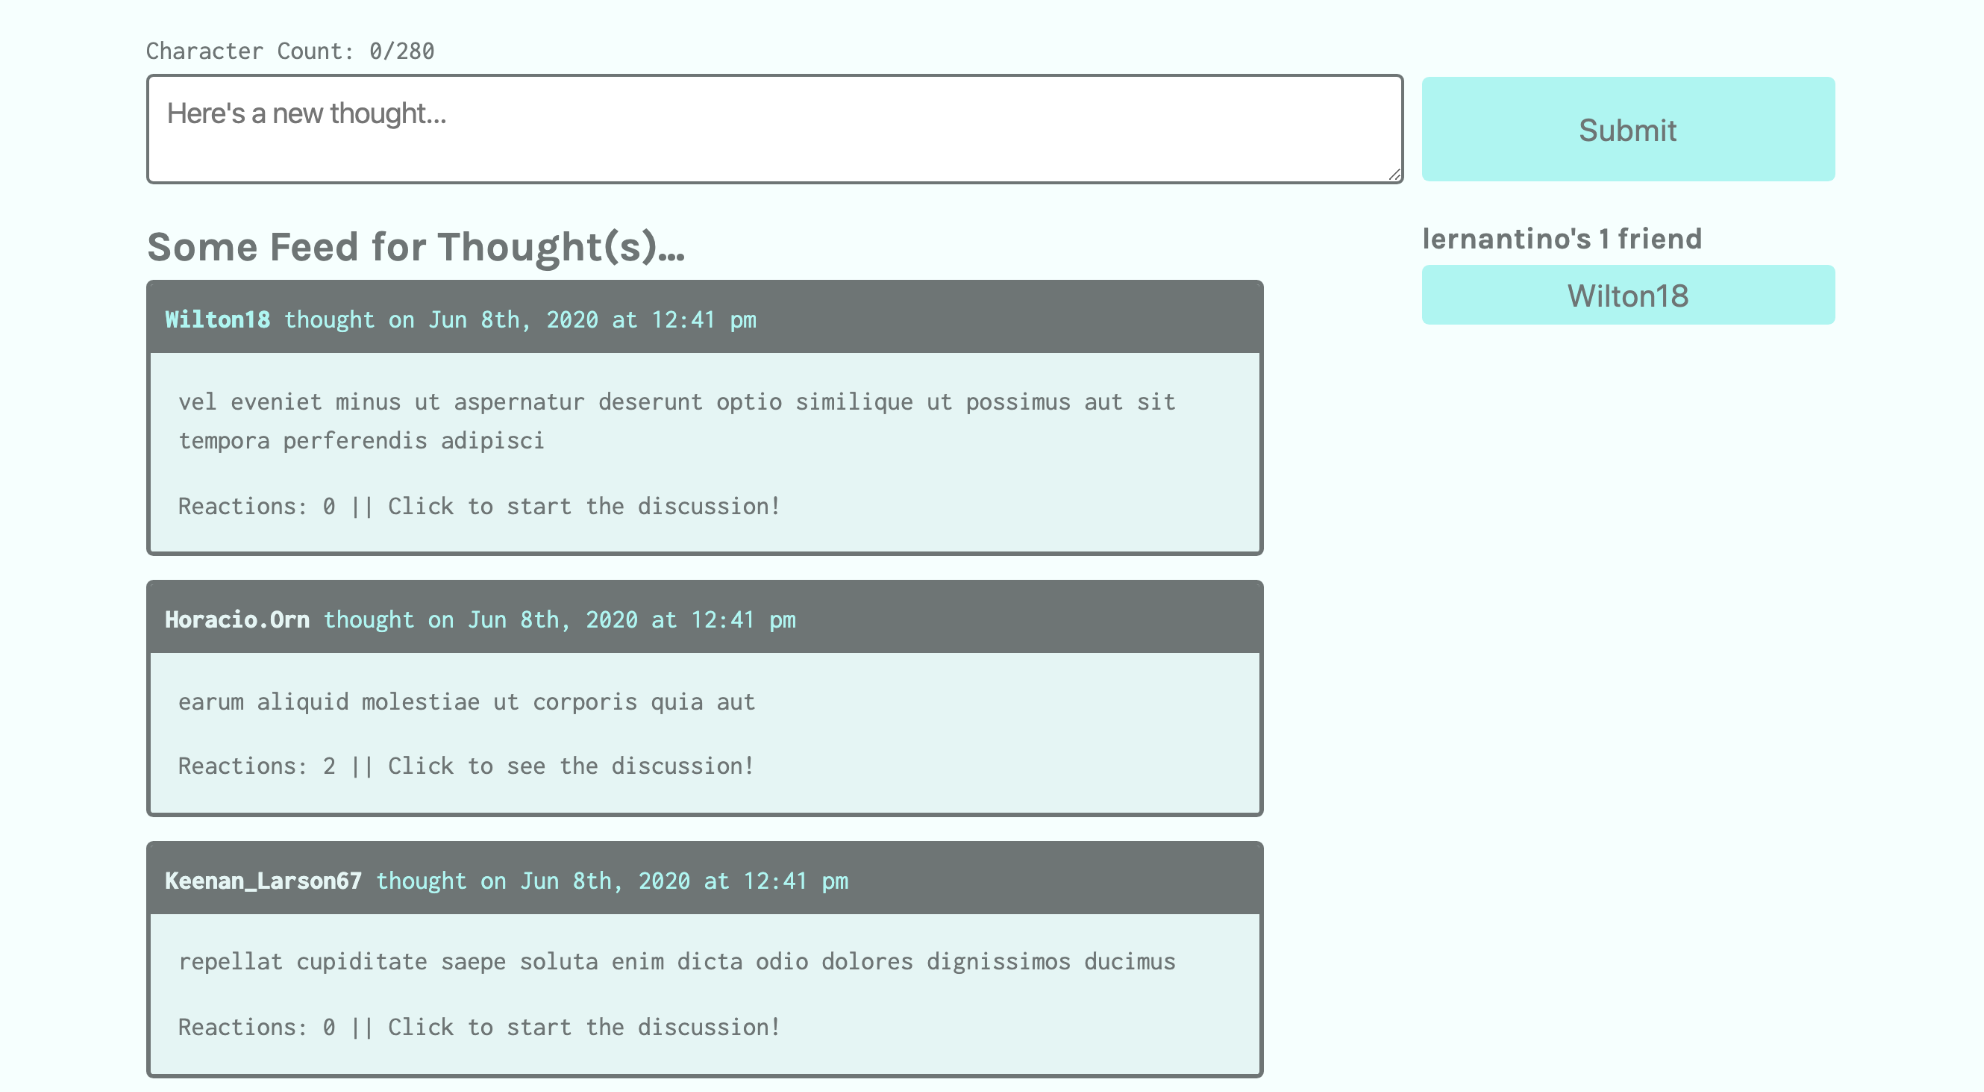 Character Count: 0/280
Here's a new thought...
Submit
Some Feed for Thought(s)...
Wilton18 thought on Jun 8th, 2020 at 12:41 pm
vel eveniet minus ut aspernatur deserunt optio similique ut possimus aut sit
tempora perferendis adipisci
Reactions: 0 || Click to start the discussion!
Horacio.Orn thought on Jun 8th, 2020 at 12:41 pm
earum aliquid molestiae ut corporis quia aut
Reactions: 2 || Click to see the discussion!
Keenan_Larson67 thought on Jun 8th, 2020 at 12:41 pm
repellat cupiditate saepe soluta enim dicta odio dolores dignissimos ducimus
Reactions: 0 || Click to start the discussion!
lernantino's 1 friend
Wilton18